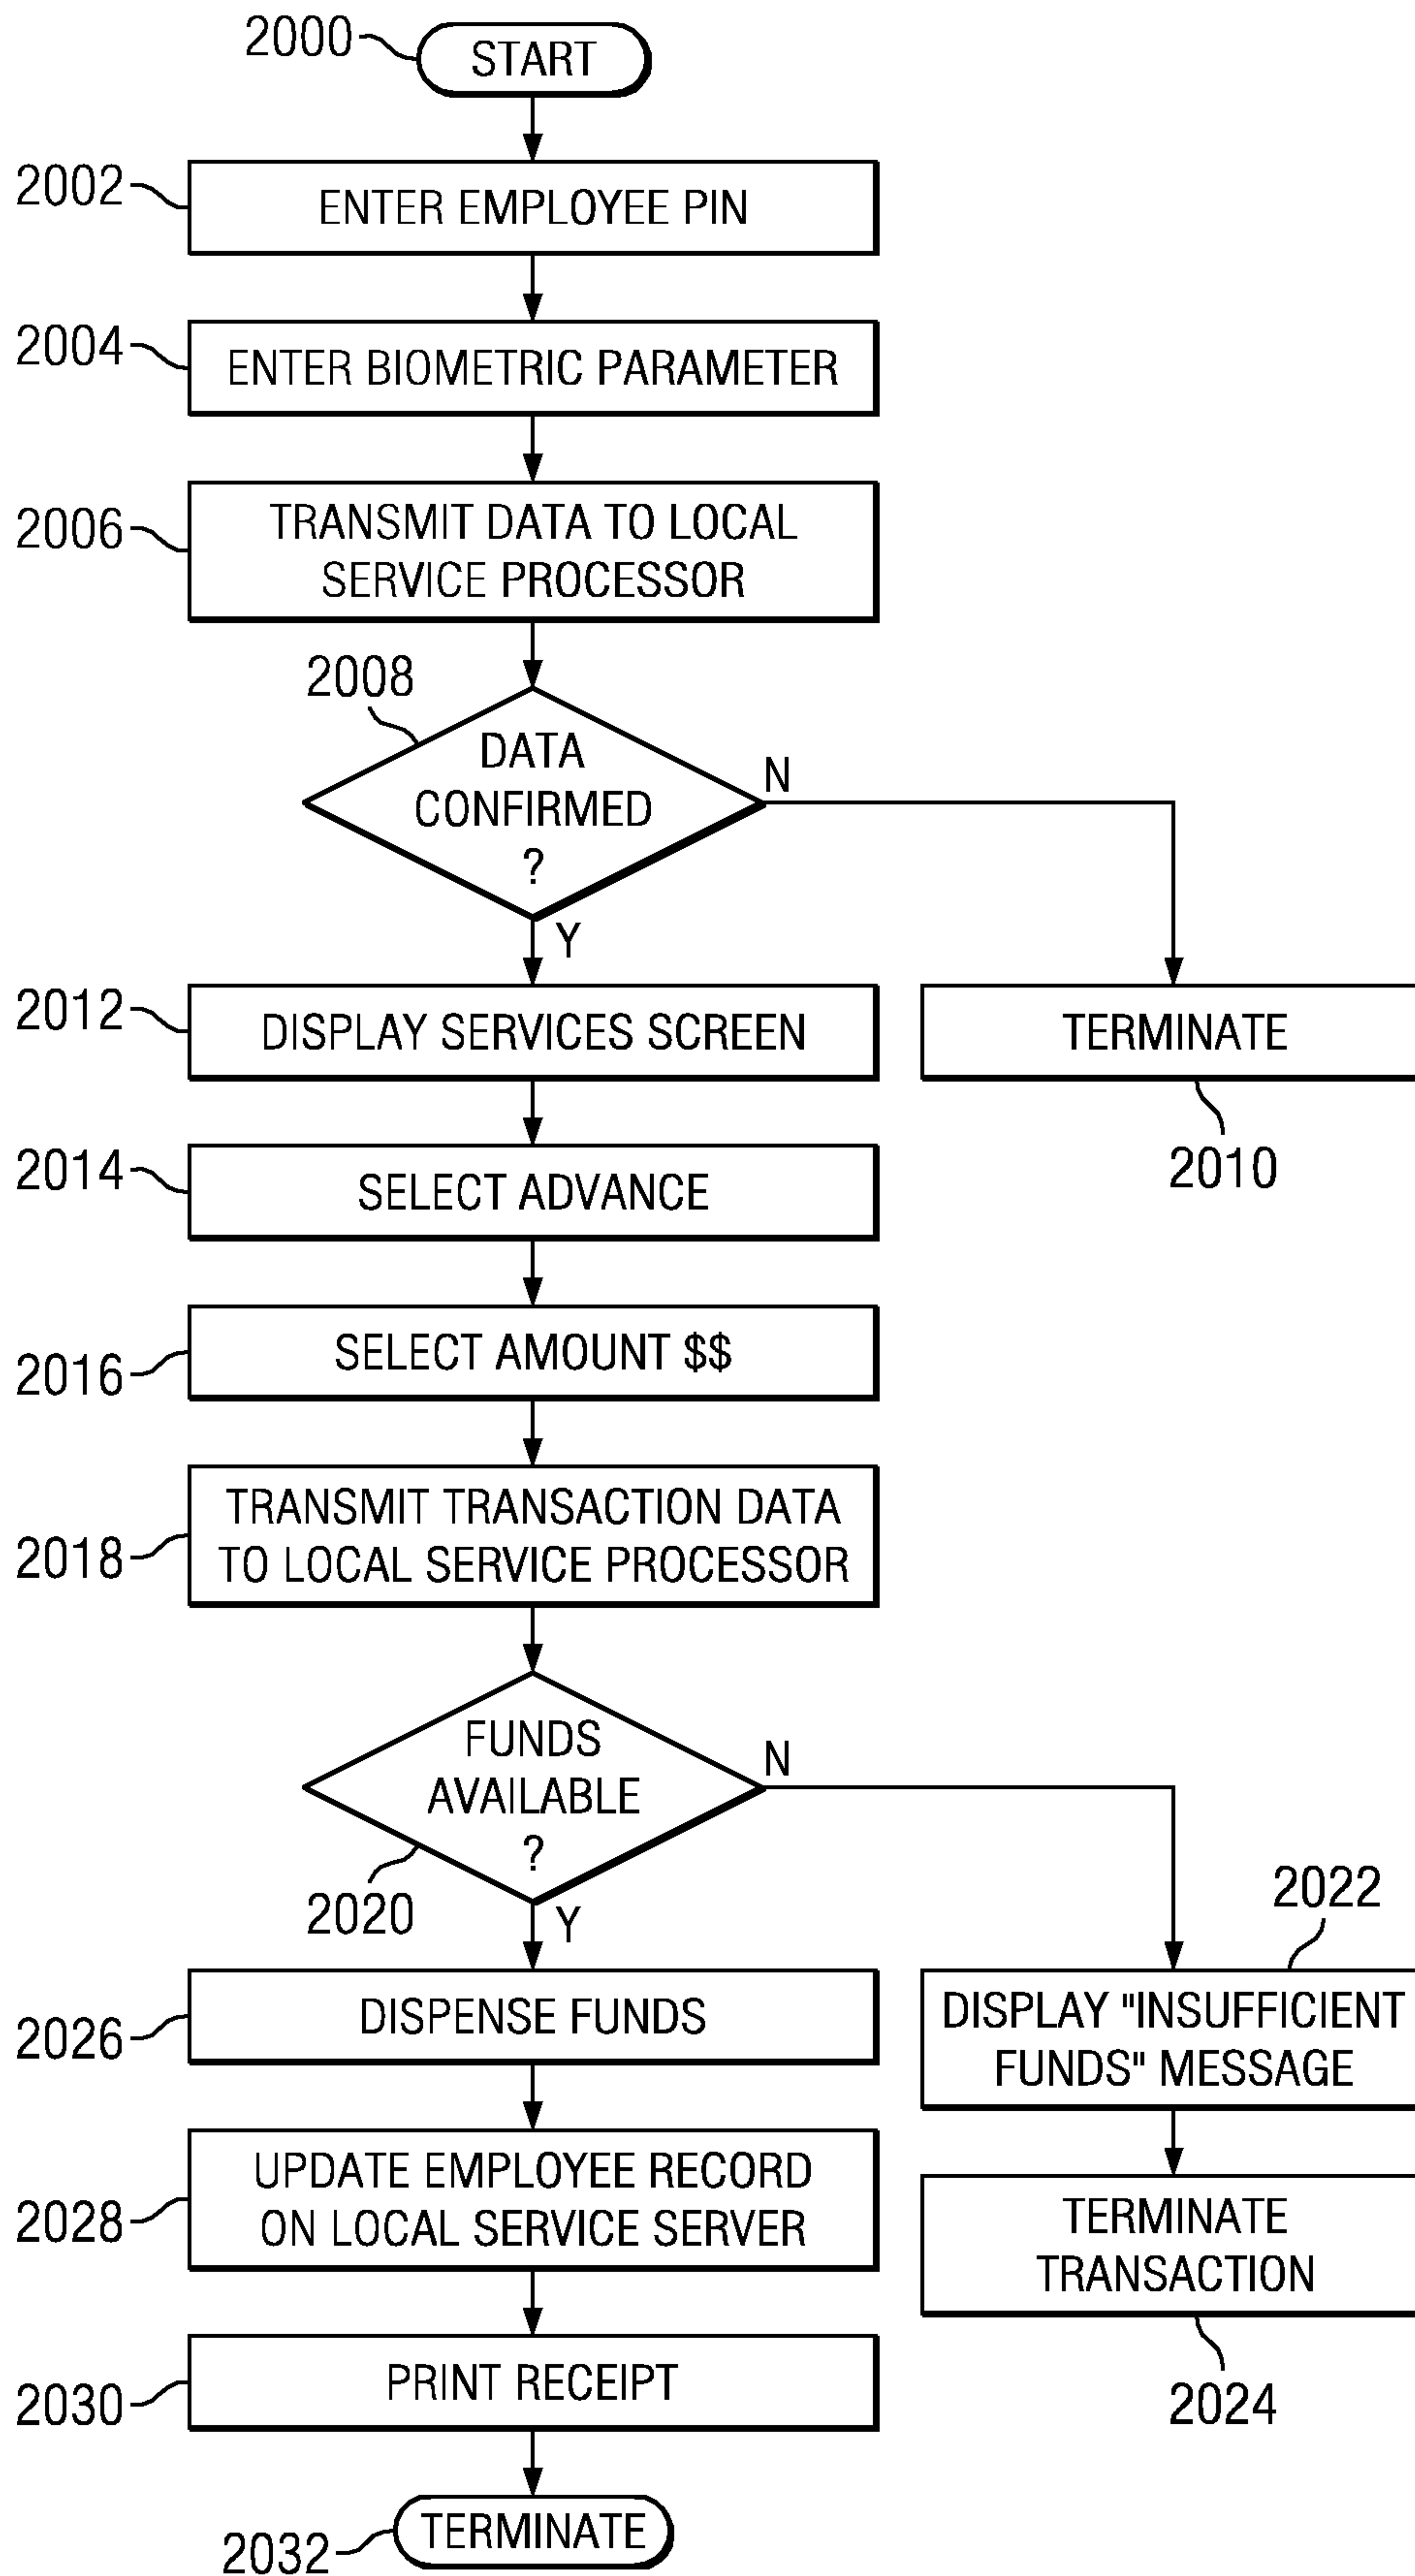 2000
START
2002
ENTER EMPLOYEE PIN
2004
ENTER BIOMETRIC PARAMETER
2006
TRANSMIT DATA TO LOCAL
SERVICE PROCESSOR
2008
DATA
CONFIRMED
?
N
Y
2012
DISPLAY SERVICES SCREEN
TERMINATE
2010
2014
SELECT ADVANCE
2016
SELECT AMOUNT $$
2018
TRANSMIT TRANSACTION DATA
TO LOCAL SERVICE PROCESSOR
FUNDS
AVAILABLE
?
N
2020
Y
2022
2026
DISPENSE FUNDS
DISPLAY "INSUFFICIENT
FUNDS" MESSAGE
2028
UPDATE EMPLOYEE RECORD
ON LOCAL SERVICE SERVER
TERMINATE
TRANSACTION
2024
2030
PRINT RECEIPT
2032
TERMINATE